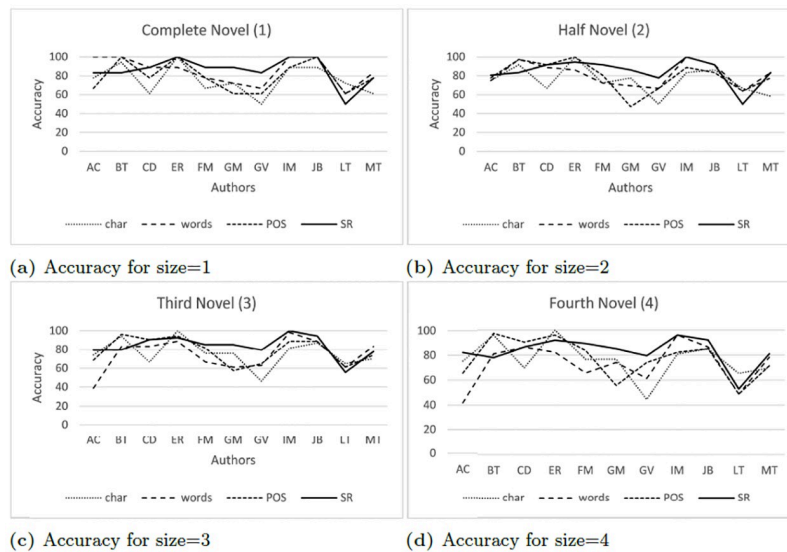 Complete Novel (1)
100
80
60
40
20
0
Accuracy
AC BT CD ER FM GM GV IM JB LT MT
Authors
char words POS SR
(a) Accuracy for size=1
Half Novel (2)
100
80
60
40
20
0
Accuracy
AC BT CD ER FM GM GV IM JB LT MT
Authors
char words POS SR
(b) Accuracy for size=2
Third Novel (3)
100
80
60
40
20
0
Accuracy
AC BT CD ER FM GM GV IM JB LT MT
Authors
char words POS SR
(c) Accuracy for size=3
Fourth Novel (4)
100
80
60
40
20
0
AC BT CD ER FM GM GV IM JB LT MT
char words POS SR
(d) Accuracy for size=4